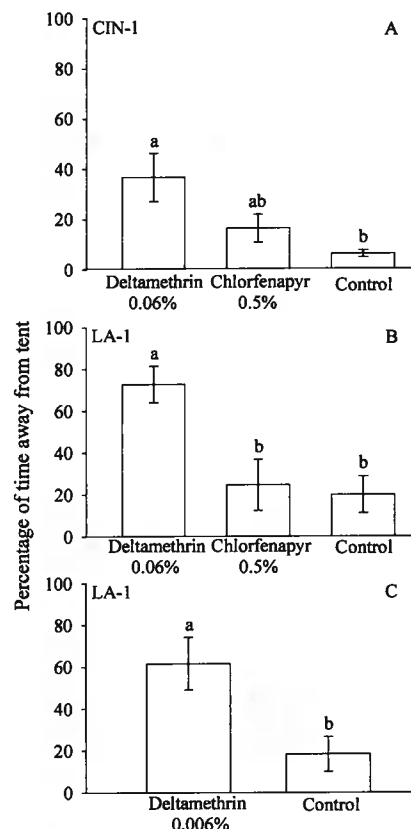 Percentage of time away from tent
CIN-1 A
100
80
60
40
20
0
a
ab
b
Deltamethrin Chlorfenapyr Control
0.06% 0.5%
LA-1 B
100
80
60
40
20
0
a
b
b
Deltamethrin Chlorfenapyr Control
0.06% 0.5%
LA-1 C
100
80
60
40
20
0
a
b
Deltamethrin Control
0.006%